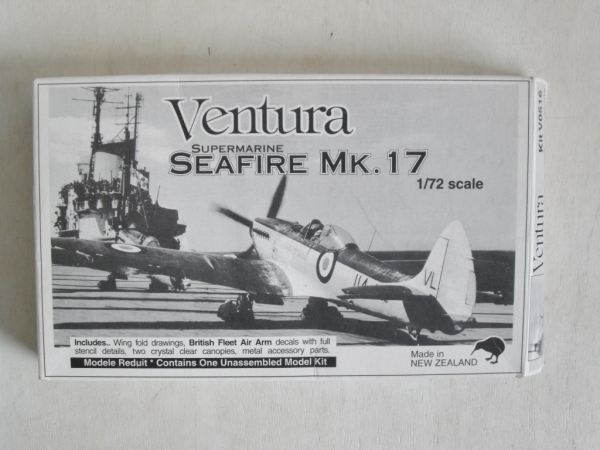 Ventura
SUPERMARINE
SEAFIRE MK.17
1/72 scale
VL
Includes.. Wing fold drawings, British Fleet Air Arm decals with full
stencil details, two crystal clear canopies, metal accessory parts.
Modele Reduit * Contains One Unassembled Model Kit
Made in
NEW ZEALAND
Ventura